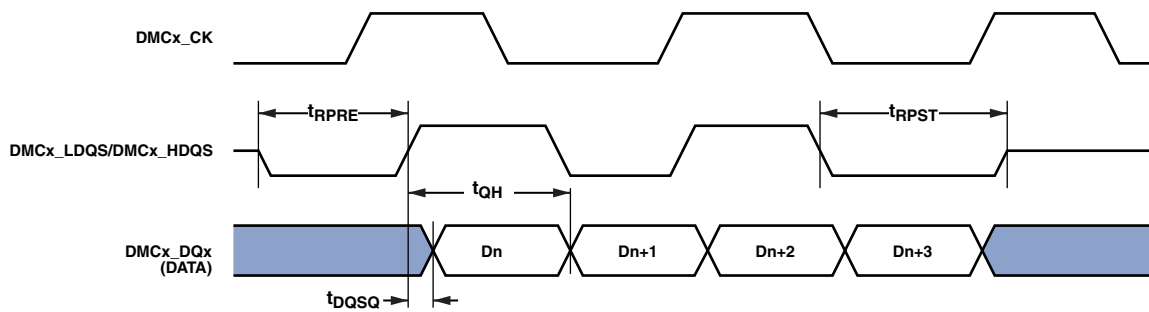 DMCx_CK
tRPRE
tRPST
DMCx_LDQS/DMCx_HDQS
tQH
DMCx_DQx
(DATA)
Dn
Dn+1
Dn+2
Dn+3
tDQSQ